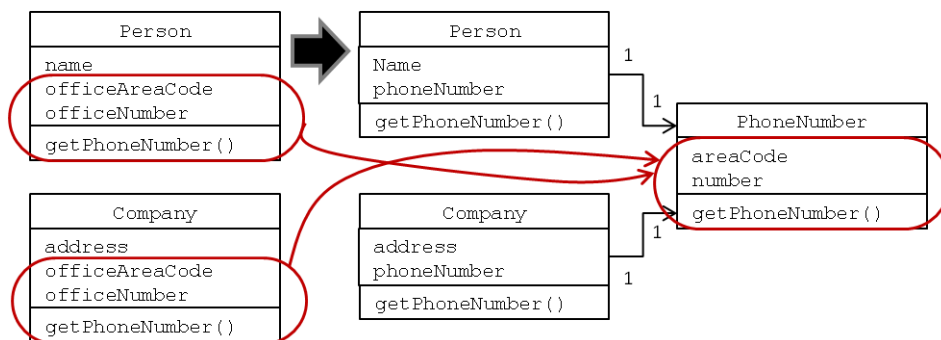 Person
name
officeAreaCode
officeNumber
getPhoneNumber()
Person
Name
phoneNumber
getPhoneNumber()
1
1
PhoneNumber
areaCode
number
getPhoneNumber()
Company
address
officeAreaCode
officeNumber
getPhoneNumber()
Company
address
phoneNumber
getPhoneNumber()
1
1